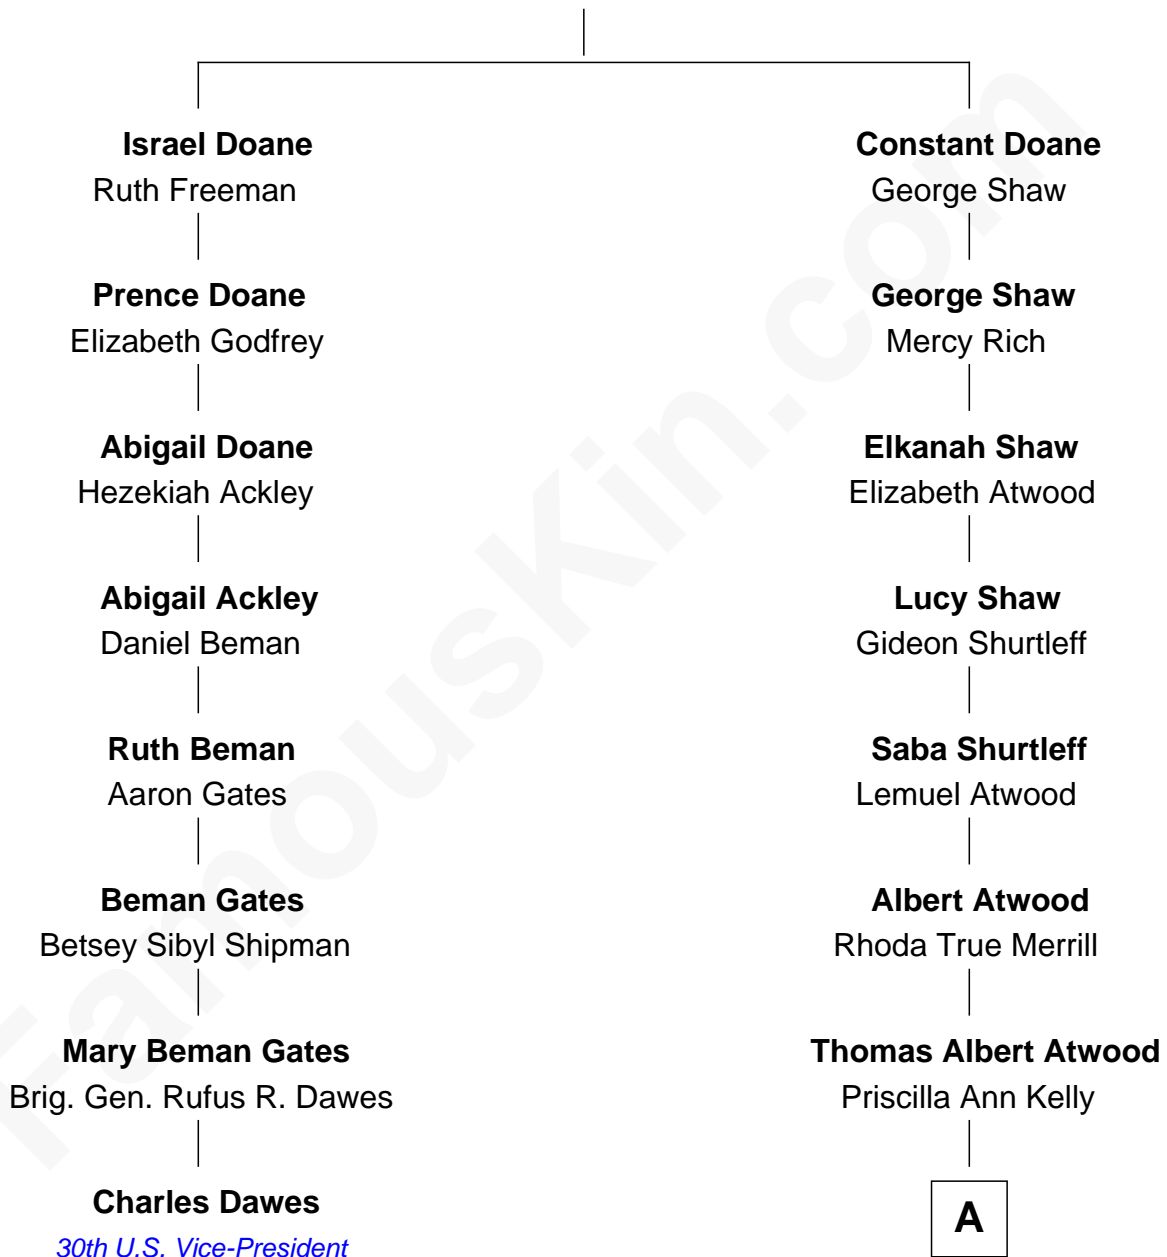 Israel Doane
Ruth Freeman
Constant Doane
George Shaw
Prence Doane
Elizabeth Godfrey
George Shaw
Mercy Rich
Abigail Doane
Hezekiah Ackley
Elkanah Shaw
Elizabeth Atwood
Abigail Ackley
Daniel Beman
Lucy Shaw
Gideon Shurtleff
Ruth Beman
Aaron Gates
Saba Shurtleff
Lemuel Atwood
Beman Gates
Betsey Sibyl Shipman
Albert Atwood
Rhoda True Merrill
Mary Beman Gates
Brig. Gen. Rufus R. Dawes
Thomas Albert Atwood
Priscilla Ann Kelly
Charles Dawes
30th U.S. Vice-President
A
FamousKin.com